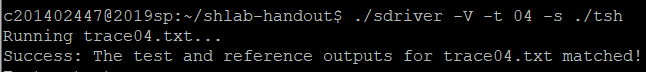 c201402447@2019sp:~/shlab-handout$ ./sdriver -V -t 04 -s ./tsh
Running trace04.txt...
Success: The test and reference outputs for trace04.txt matched!